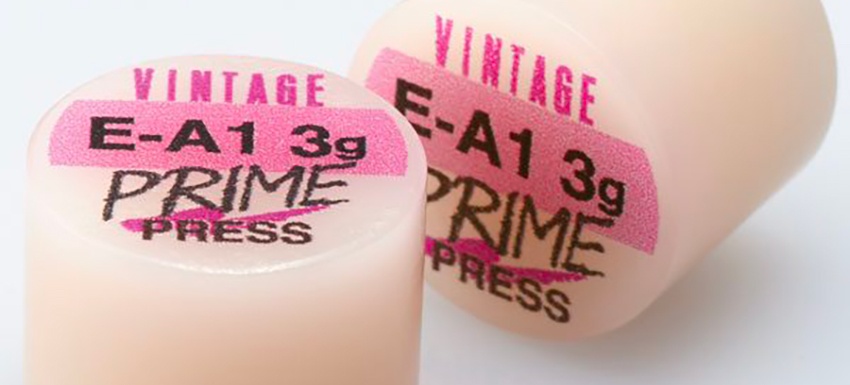 VINTAGE
E-A1 3g
PRIME
PRESS
VINTAGE
E-A1 3g
PRIME
PRESS